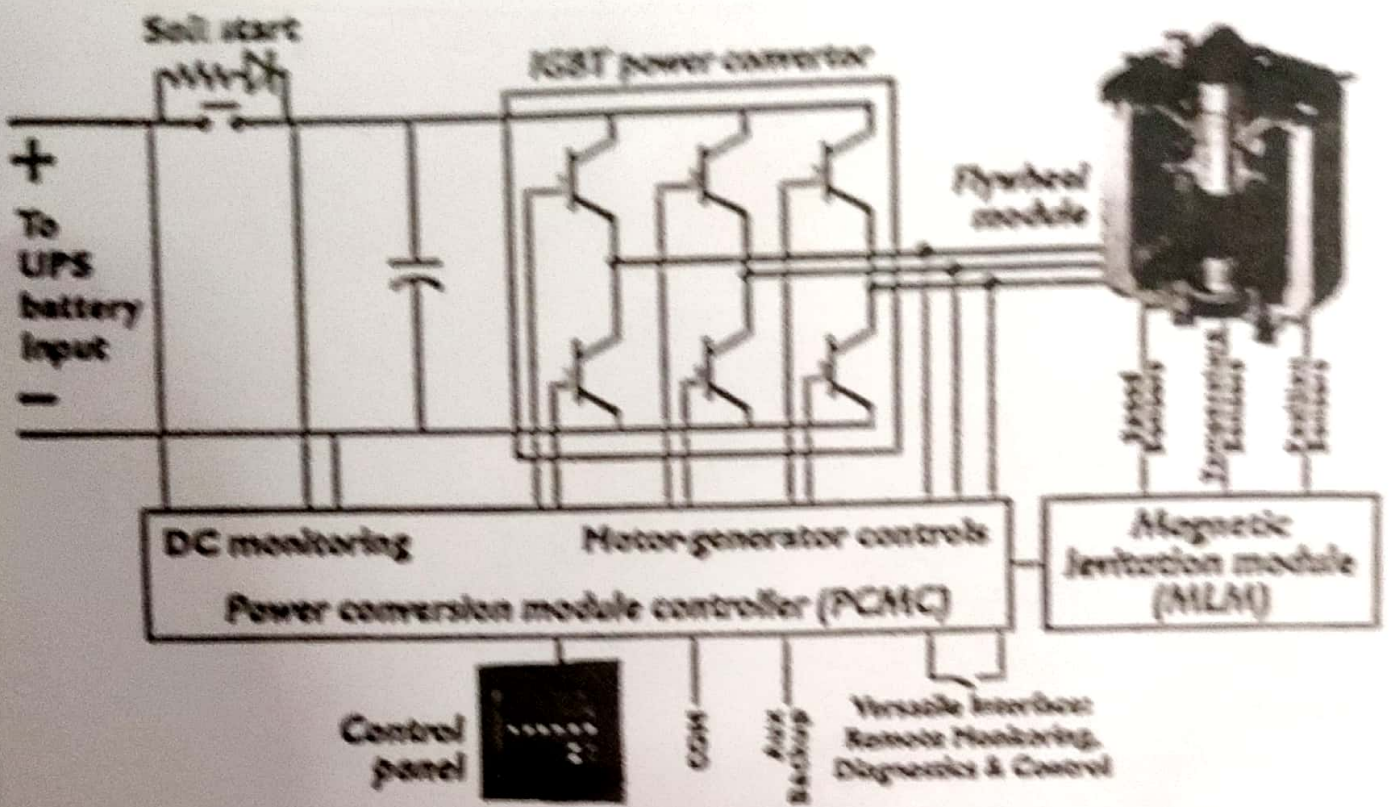 Soft start
IGBT power convertor
+
To
UPS
battery
input
−
Flywheel
module
Speed
sensors
Temperature
sensors
Position
sensors
DC monitoring
Motor-generator controls
Power conversion module controller (PCMC)
Magnetic
levitation module
(MLM)
Control
panel
Aux
Backup
Versatile Interface:
Remote Monitoring,
Diagnostics & Control